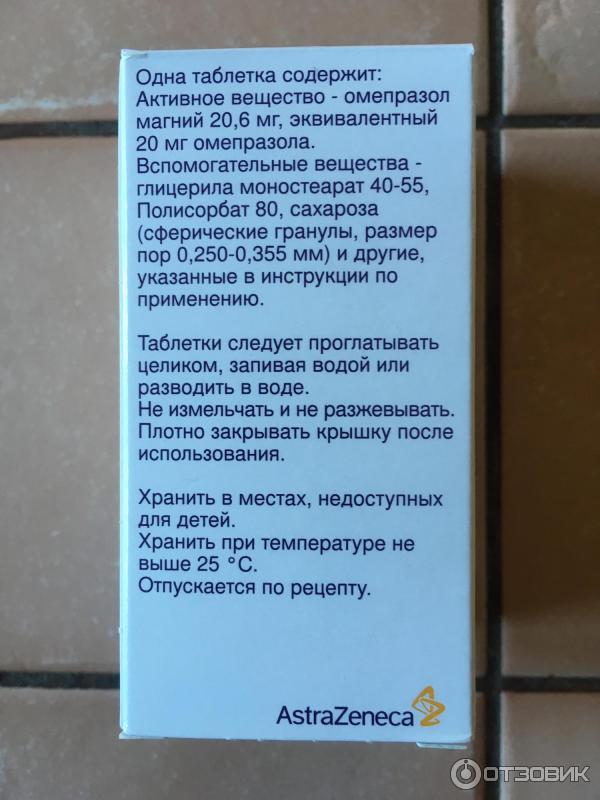 Одна таблетка содержит:
Активное вещество - омепразол
магний 20,6 мг, эквивалентный
20 мг омепразола.
Вспомогательные вещества -
глицерила моностеарат 40-55,
Полисорбат 80, сахароза
(сферические гранулы, размер
пор 0,250-0,355 мм) и другие,
указанные в инструкции по
применению.
Таблетки следует проглатывать
целиком, запивая водой или
разводить в воде.
Не измельчать и не разжевывать.
Плотно закрывать крышку после
использования.
Хранить в местах, недоступных
для детей.
Хранить при температуре не
выше 25 °C.
Отпускается по рецепту.
AstraZeneca
ОТЗОВИК